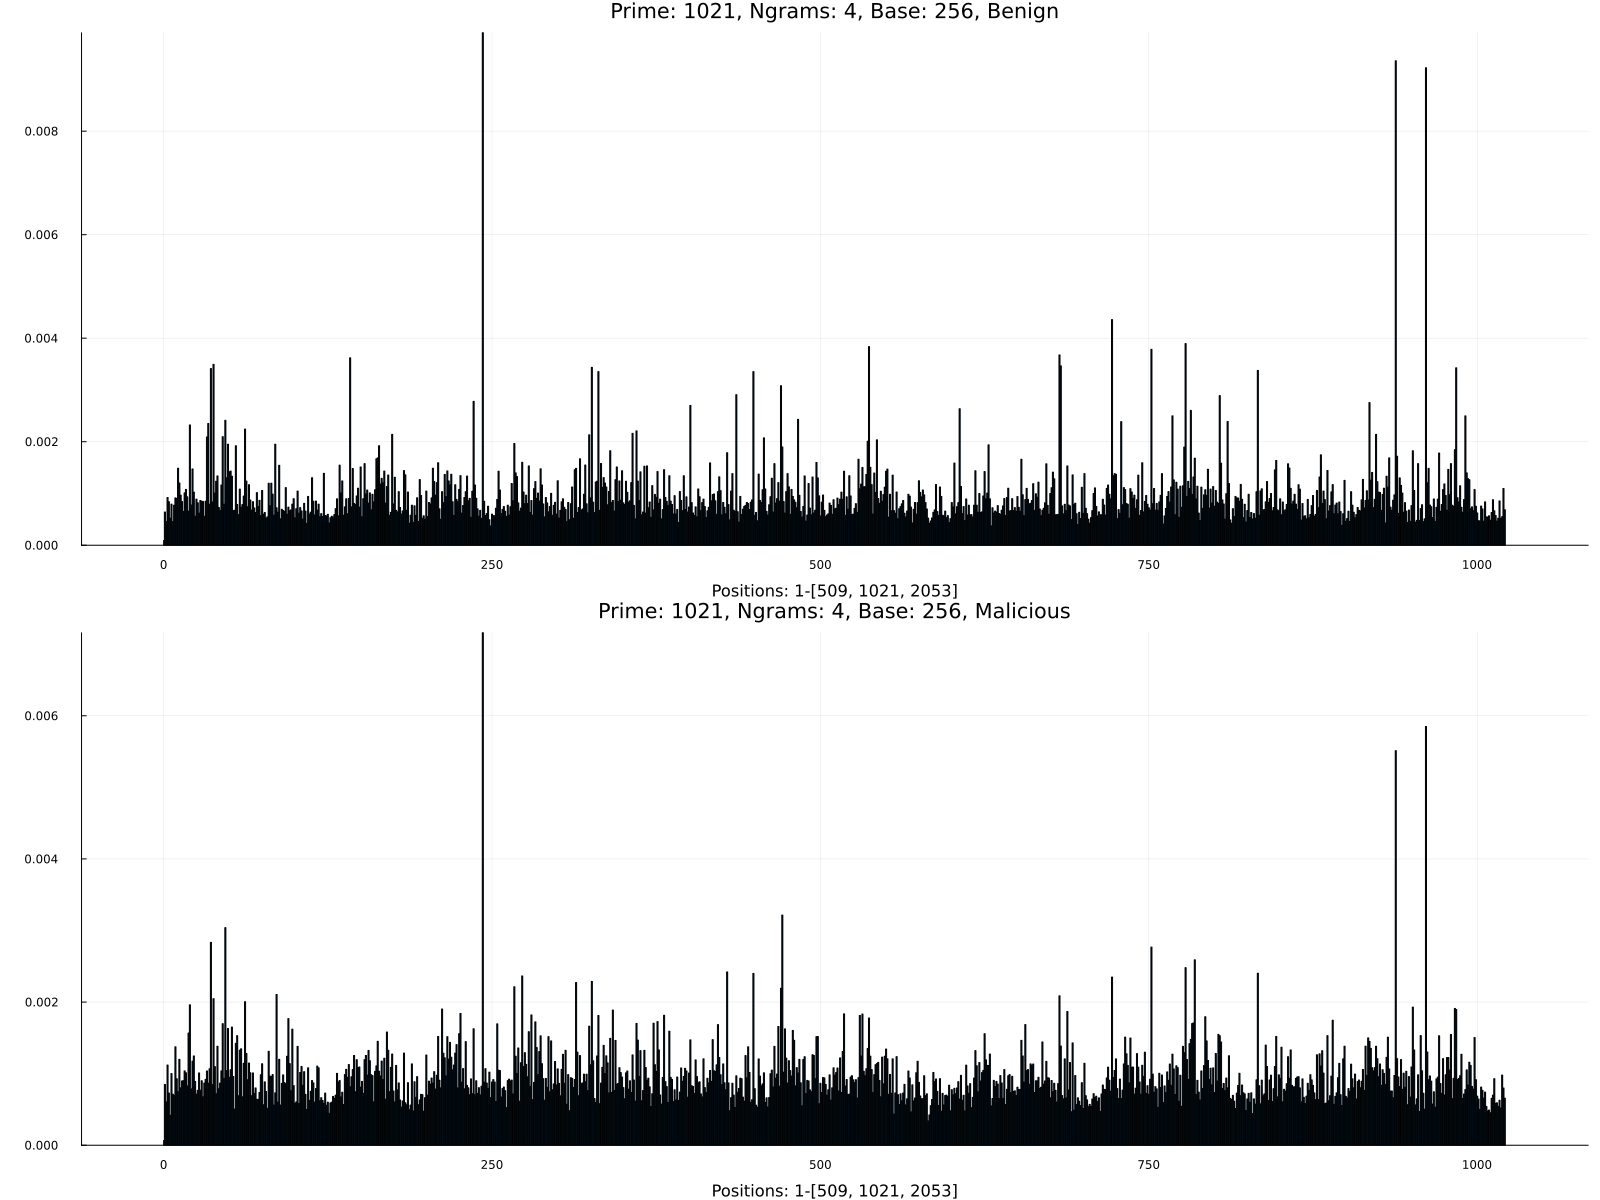 Prime: 1021, Ngrams: 4, Base: 256, Benign
0.008
0.006
0.004
0.002
0.000
0 250 500 750 1000
Positions: 1-[509, 1021, 2053]
Prime: 1021, Ngrams: 4, Base: 256, Malicious
0.006
0.004
0.002
0.000
0 250 500 750 1000
Positions: 1-[509, 1021, 2053]